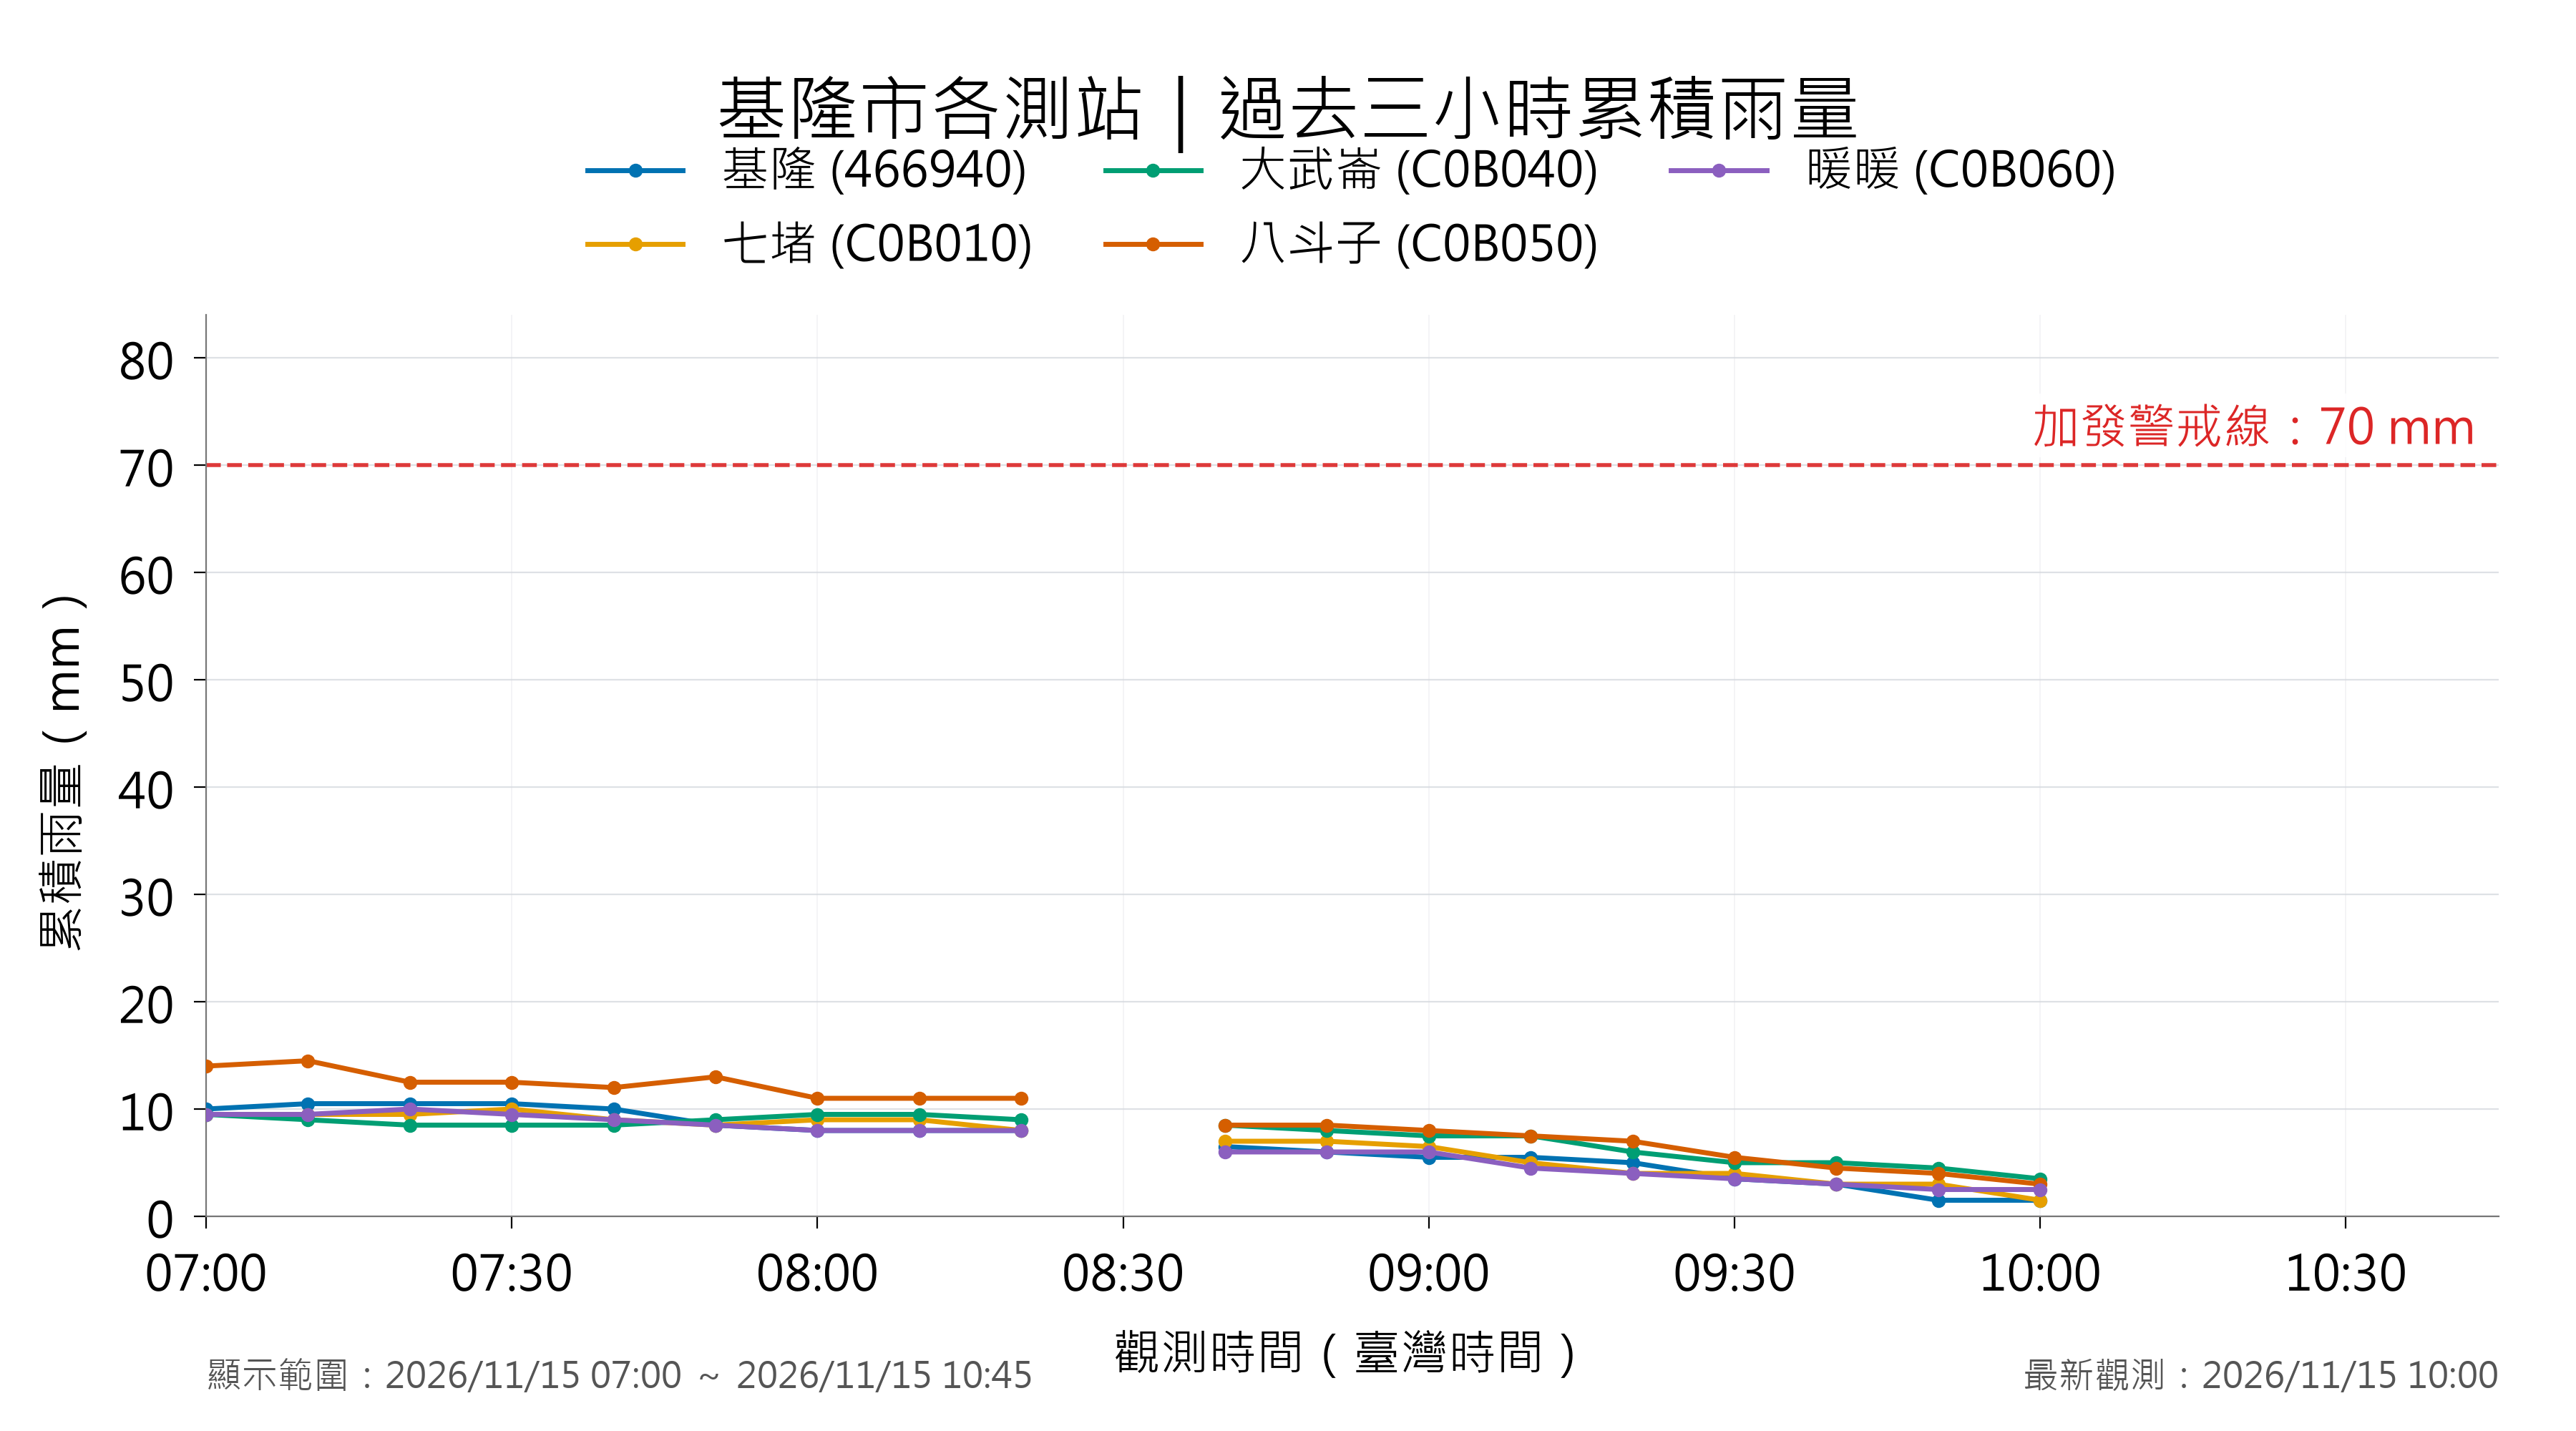 基隆市各測站｜過去三小時累積雨量
基隆 (466940)
大武崙 (C0B040)
暖暖 (C0B060)
七堵 (C0B010)
八斗子 (C0B050)
累積雨量（mm）
80
70
60
50
40
30
20
10
0
加發警戒線：70 mm
07:00
07:30
08:00
08:30
09:00
09:30
10:00
10:30
觀測時間（臺灣時間）
顯示範圍：2026/11/15 07:00 ~ 2026/11/15 10:45
最新觀測：2026/11/15 10:00